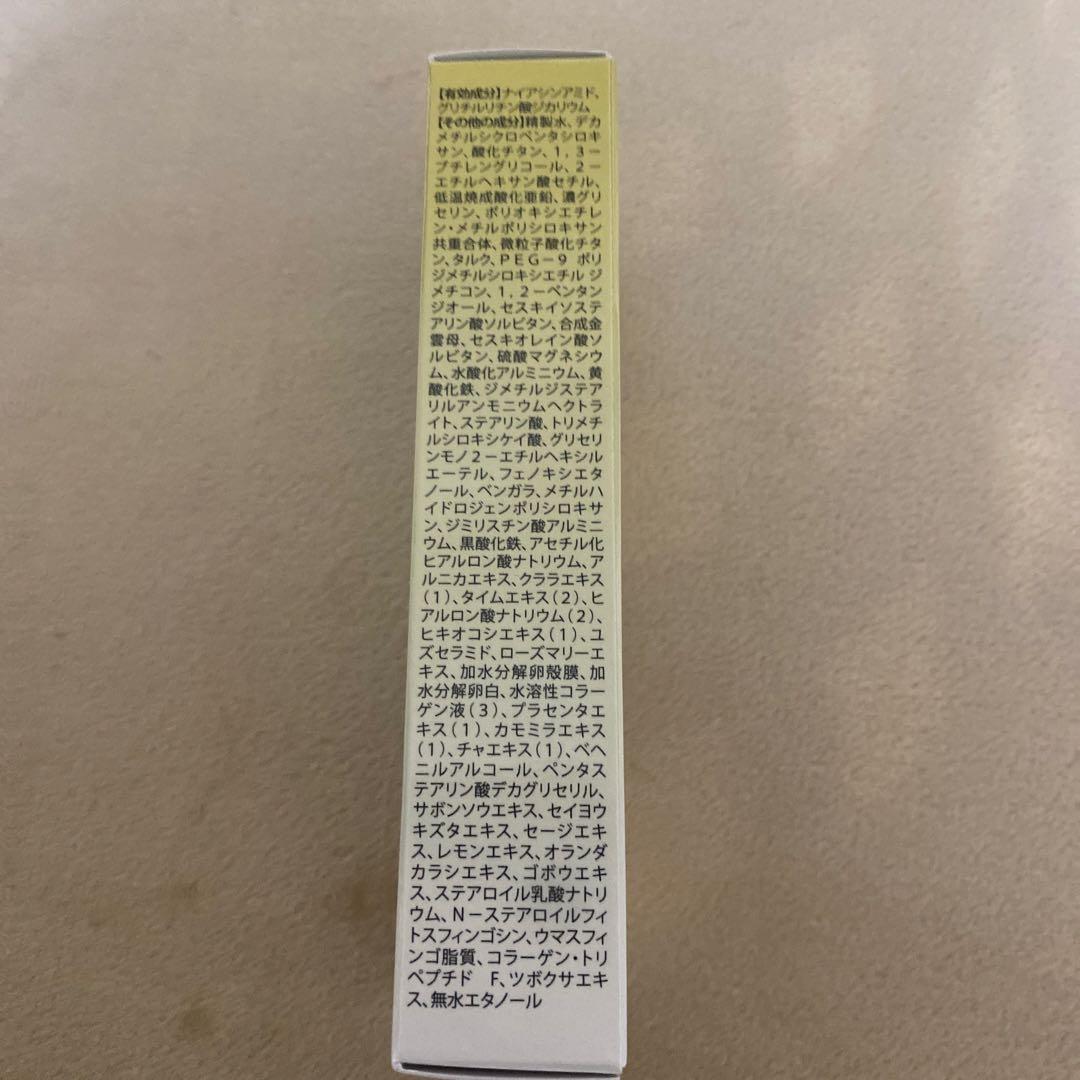 【有効成分】ナイアシンアミド、
グリチルリチン酸ジカリウム
【その他の成分】精製水、デカ
メチルシクロペンタシロキ
サン、酸化チタン、1，3－
ブチレングリコール、2－
エチルヘキサン酸セチル、
低温焼成酸化亜鉛、濃グリ
セリン、ポリオキシエチレ
ン・メチルポリシロキサン
共重合体、微粒子酸化チタ
ン、タルク、PEG－9 ポリ
ジメチルシロキシエチル ジ
メチコン、1，2－ペンタン
ジオール、セスキイソステ
アリン酸ソルビタン、合成金
雲母、セスキオレイン酸ソ
ルビタン、硫酸マグネシウ
ム、水酸化アルミニウム、黄
酸化鉄、ジメチルジステア
リルアンモニウムヘクトラ
イト、ステアリン酸、トリメチ
ルシロキシケイ酸、グリセリ
ンモノ2－エチルヘキシル
エーテル、フェノキシエタ
ノール、ベンガラ、メチルハ
イドロジェンポリシロキサ
ン、ジミリスチン酸アルミニ
ウム、黒酸化鉄、アセチル化
ヒアルロン酸ナトリウム、ア
ルニカエキス、クララエキス
（1）、タイムエキス（2）、ヒ
アルロン酸ナトリウム（2）、
ヒキオコシエキス（1）、ユ
ズセラミド、ローズマリーエ
キス、加水分解卵殻膜、加
水分解卵白、水溶性コラー
ゲン液（3）、プラセンタエ
キス（1）、カモミラエキス
（1）、チャエキス（1）、ベヘ
ニルアルコール、ペンタス
テアリン酸デカグリセリル、
サボンソウエキス、セイヨウ
キズタエキス、セージエキ
ス、レモンエキス、オランダ
カラシエキス、ゴボウエキ
ス、ステアロイル乳酸ナトリ
ウム、N－ステアロイルフィ
トスフィンゴシン、ウマスフィ
ンゴ脂質、コラーゲン・トリ
ペプチド F、ツボクサエキ
ス、無水エタノール